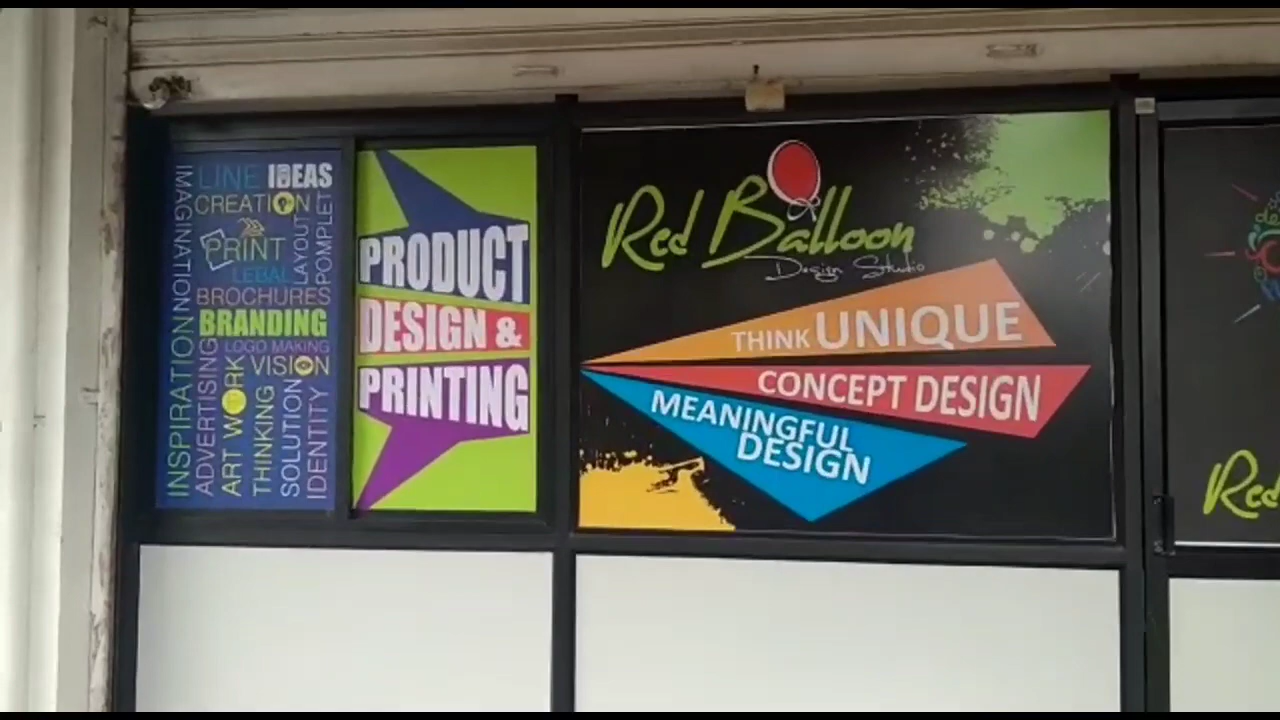 LINE IDEAS
CREATION
PRINT
LEBAL
BROCHURES
BRANDING
LOGO MAKING
VISION
IMAGINATION
LAYOUT
POMPLET
INSPIRATION
ADVERTISING
ART WORK
THINKING
SOLUTION
IDENTITY
PRODUCT
DESIGN &
PRINTING
Red Balloon
Design Studio
THINK UNIQUE
CONCEPT DESIGN
MEANINGFUL
DESIGN
Red